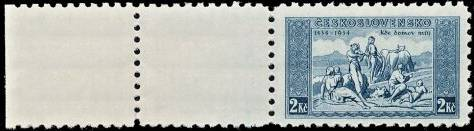 ČESKOSLOVENSKO
1834-1934 Kde domov můj
2Kč 2Kč